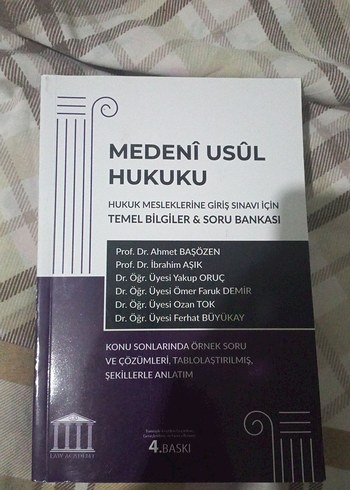 MEDENÎ USÛL
HUKUKU
HUKUK MESLEKLERİNE GİRİŞ SINAVI İÇİN
TEMEL BİLGİLER & SORU BANKASI
Prof. Dr. Ahmet BAŞÖZEN
Prof. Dr. İbrahim AŞIK
Dr. Öğr. Üyesi Yakup ORUÇ
Dr. Öğr. Üyesi Ömer Faruk DEMİR
Dr. Öğr. Üyesi Ozan TOK
Dr. Öğr. Üyesi Ferhat BÜYÜKAY
KONU SONLARINDA ÖRNEK SORU
VE ÇÖZÜMLERİ, TABLOLAŞTIRILMIŞ,
ŞEKİLLERLE ANLATIM
4.BASKI